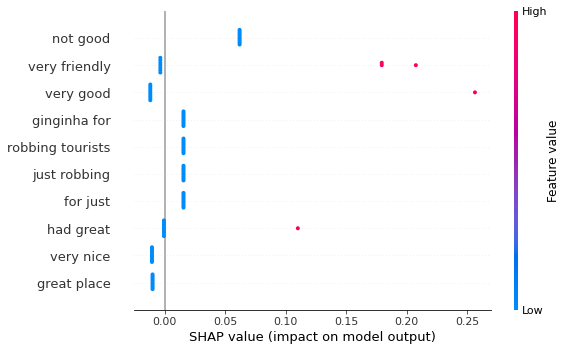 High
not good
very friendly
very good
ginginha for
robbing tourists
just robbing
for just
had great
very nice
great place
Feature value
Low
0.00 0.05 0.10 0.15 0.20 0.25
SHAP value (impact on model output)